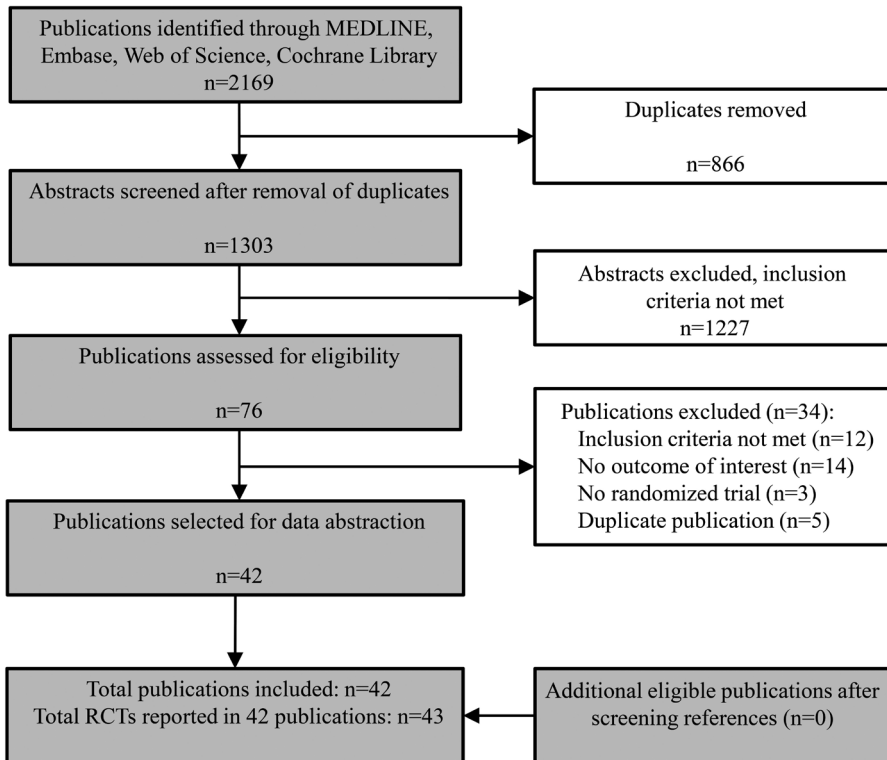 Publications identified through MEDLINE,
Embase, Web of Science, Cochrane Library
n=2169
Duplicates removed
n=866
Abstracts screened after removal of duplicates
n=1303
Abstracts excluded, inclusion
criteria not met
n=1227
Publications assessed for eligibility
n=76
Publications excluded (n=34):
Inclusion criteria not met (n=12)
No outcome of interest (n=14)
No randomized trial (n=3)
Duplicate publication (n=5)
Publications selected for data abstraction
n=42
Total publications included: n=42
Total RCTs reported in 42 publications: n=43
Additional eligible publications after
screening references (n=0)